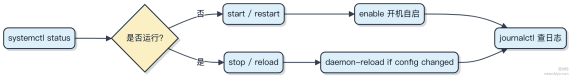 systemctl status
是否运行?
否
start / restart
enable 开机自启
是
stop / reload
daemon-reload if config changed
journalctl 查日志